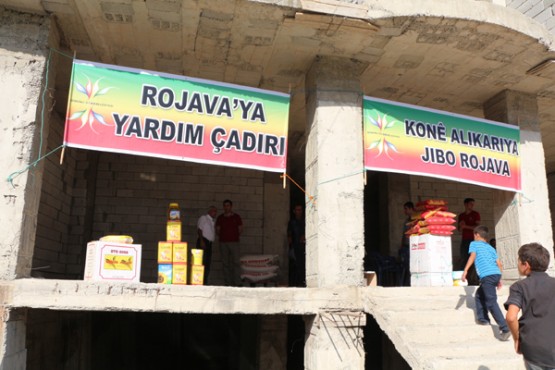 ROJAVA'YA
YARDIM ÇADIRI
KONÊ ALIKARIYA
JIBO ROJAVA